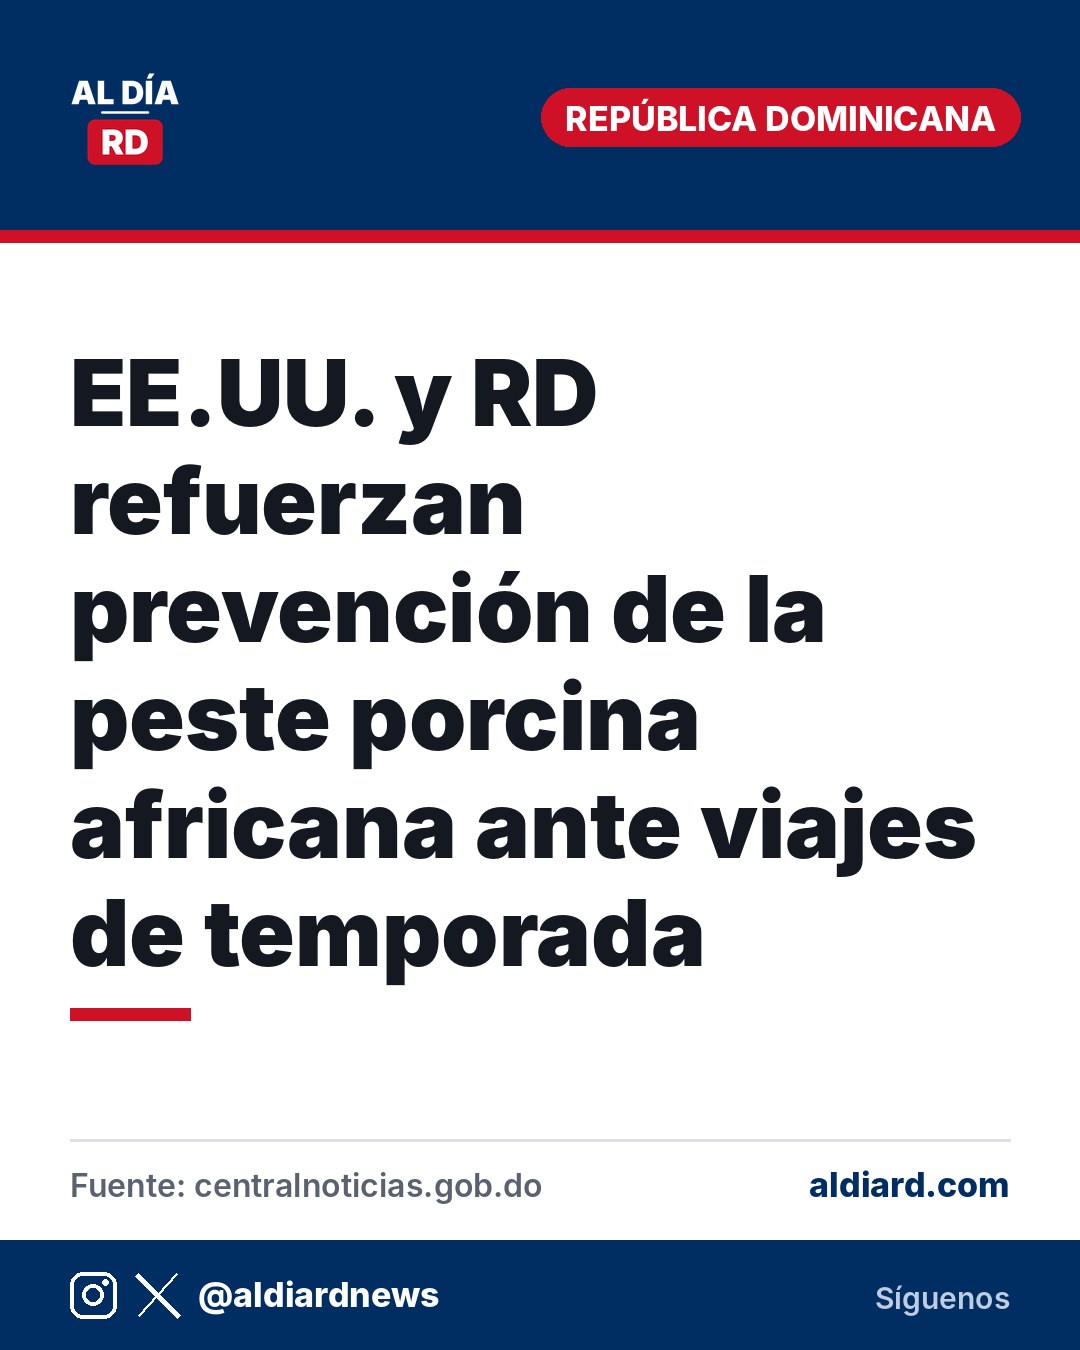 AL DÍA
RD
REPÚBLICA DOMINICANA
EE.UU. y RD
refuerzan
prevención de la
peste porcina
africana ante viajes
de temporada
Fuente: centralnoticias.gob.do
aldiard.com
@aldiardnews
Síguenos